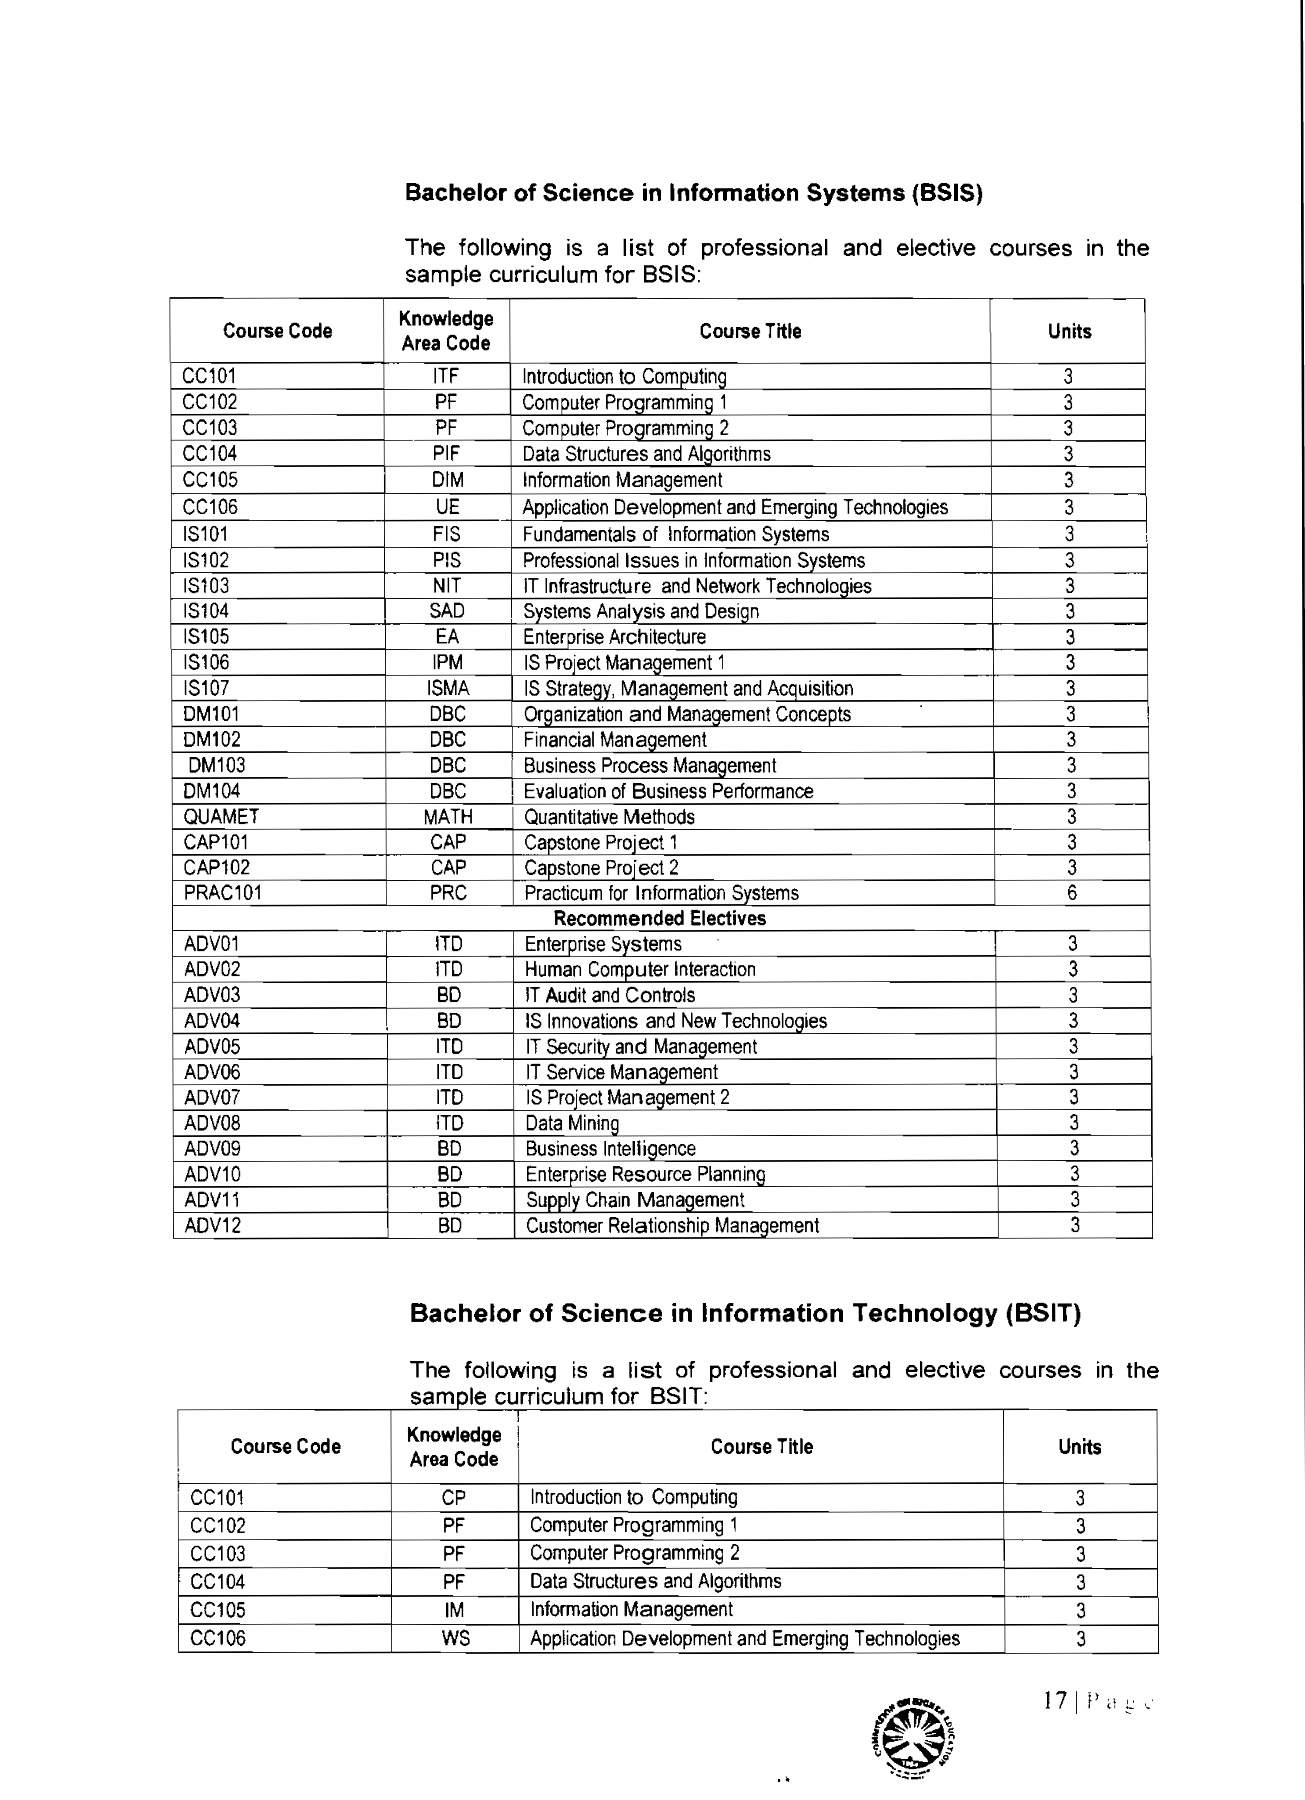 Bachelor of Science in Information Systems (BSIS)
The following is a list of professional and elective courses in the
sample curriculum for BSIS:
Course Code Knowledge Area Code Course Title Units
CC101 ITF Introduction to Computing 3
CC102 PF Computer Programming 1 3
CC103 PF Computer Programming 2 3
CC104 PIF Data Structures and Algorithms 3
CC105 DIM Information Management 3
CC106 UE Application Development and Emerging Technologies 3
IS101 FIS Fundamentals of Information Systems 3
IS102 PIS Professional Issues in Information Systems 3
IS103 NIT IT Infrastructure and Network Technologies 3
IS104 SAD Systems Analysis and Design 3
IS105 EA Enterprise Architecture 3
IS106 IPM IS Project Management 1 3
IS107 ISMA IS Strategy, Management and Acquisition 3
DM101 DBC Organization and Management Concepts 3
DM102 DBC Financial Management 3
DM103 DBC Business Process Management 3
DM104 DBC Evaluation of Business Performance 3
QUAMET MATH Quantitative Methods 3
CAP101 CAP Capstone Project 1 3
CAP102 CAP Capstone Project 2 3
PRAC101 PRC Practicum for Information Systems 6
Recommended Electives
ADV01 ITD Enterprise Systems 3
ADV02 ITD Human Computer Interaction 3
ADV03 BD IT Audit and Controls 3
ADV04 BD IS Innovations and New Technologies 3
ADV05 ITD IT Security and Management 3
ADV06 ITD IT Service Management 3
ADV07 ITD IS Project Management 2 3
ADV08 ITD Data Mining 3
ADV09 BD Business Intelligence 3
ADV10 BD Enterprise Resource Planning 3
ADV11 BD Supply Chain Management 3
ADV12 BD Customer Relationship Management 3
Bachelor of Science in Information Technology (BSIT)
The following is a list of professional and elective courses in the
sample curriculum for BSIT:
Course Code Knowledge Area Code Course Title Units
CC101 CP Introduction to Computing 3
CC102 PF Computer Programming 1 3
CC103 PF Computer Programming 2 3
CC104 PF Data Structures and Algorithms 3
CC105 IM Information Management 3
CC106 WS Application Development and Emerging Technologies 3
17 | Page
COMMISSION ON HIGHER EDUCATION